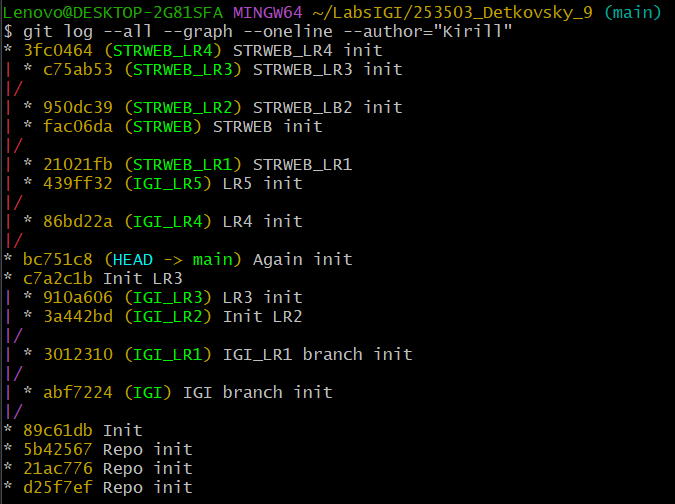 Lenovo@DESKTOP-2G81SFA MINGW64 ~/LabsIGI/253503_Detkovsky_9 (main)
$ git log --all --graph --oneline --author="Kirill"
* 3fc0464 (STRWEB_LR4) STRWEB_LR4 init
| * c75ab53 (STRWEB_LR3) STRWEB_LR3 init
|/
| * 950dc39 (STRWEB_LR2) STRWEB_LB2 init
| * fac06da (STRWEB) STRWEB init
|/
| * 21021fb (STRWEB_LR1) STRWEB_LR1
| * 439ff32 (IGI_LR5) LR5 init
|/
| * 86bd22a (IGI_LR4) LR4 init
|/
* bc751c8 (HEAD -> main) Again init
* c7a2c1b Init LR3
| * 910a606 (IGI_LR3) LR3 init
| * 3a442bd (IGI_LR2) Init LR2
|/
| * 3012310 (IGI_LR1) IGI_LR1 branch init
|/
| * abf7224 (IGI) IGI branch init
|/
* 89c61db Init
* 5b42567 Repo init
* 21ac776 Repo init
* d25f7ef Repo init